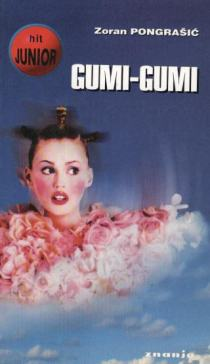 hit
JUNIOR
Zoran PONGRAŠIĆ
GUMI-GUMI
znanje